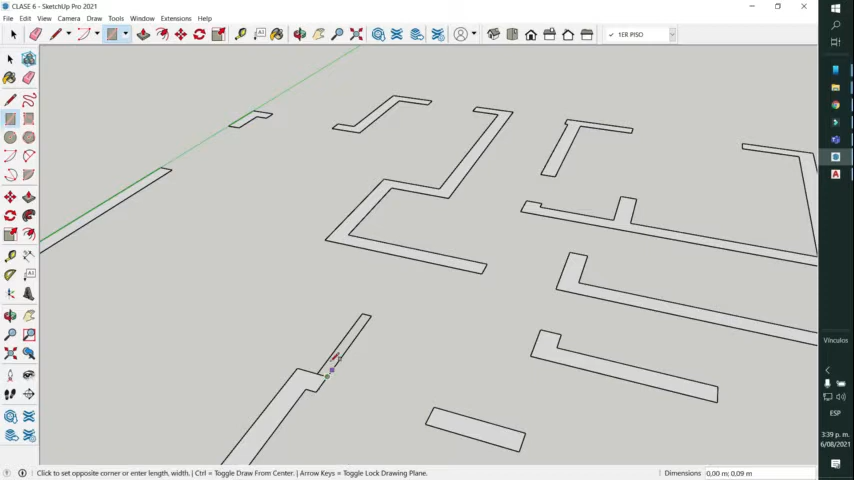 CLASE 6 - SketchUp Pro 2021
File Edit View Camera Draw Tools Window Extensions Help
1ER PISO
Vínculos
ESP
3:39 p. m.
6/08/2021
Click to set opposite corner or enter length, width. | Ctrl = Toggle Draw From Center. | Arrow Keys = Toggle Lock Drawing Plane.
Dimensions 0,00 m; 0,09 m